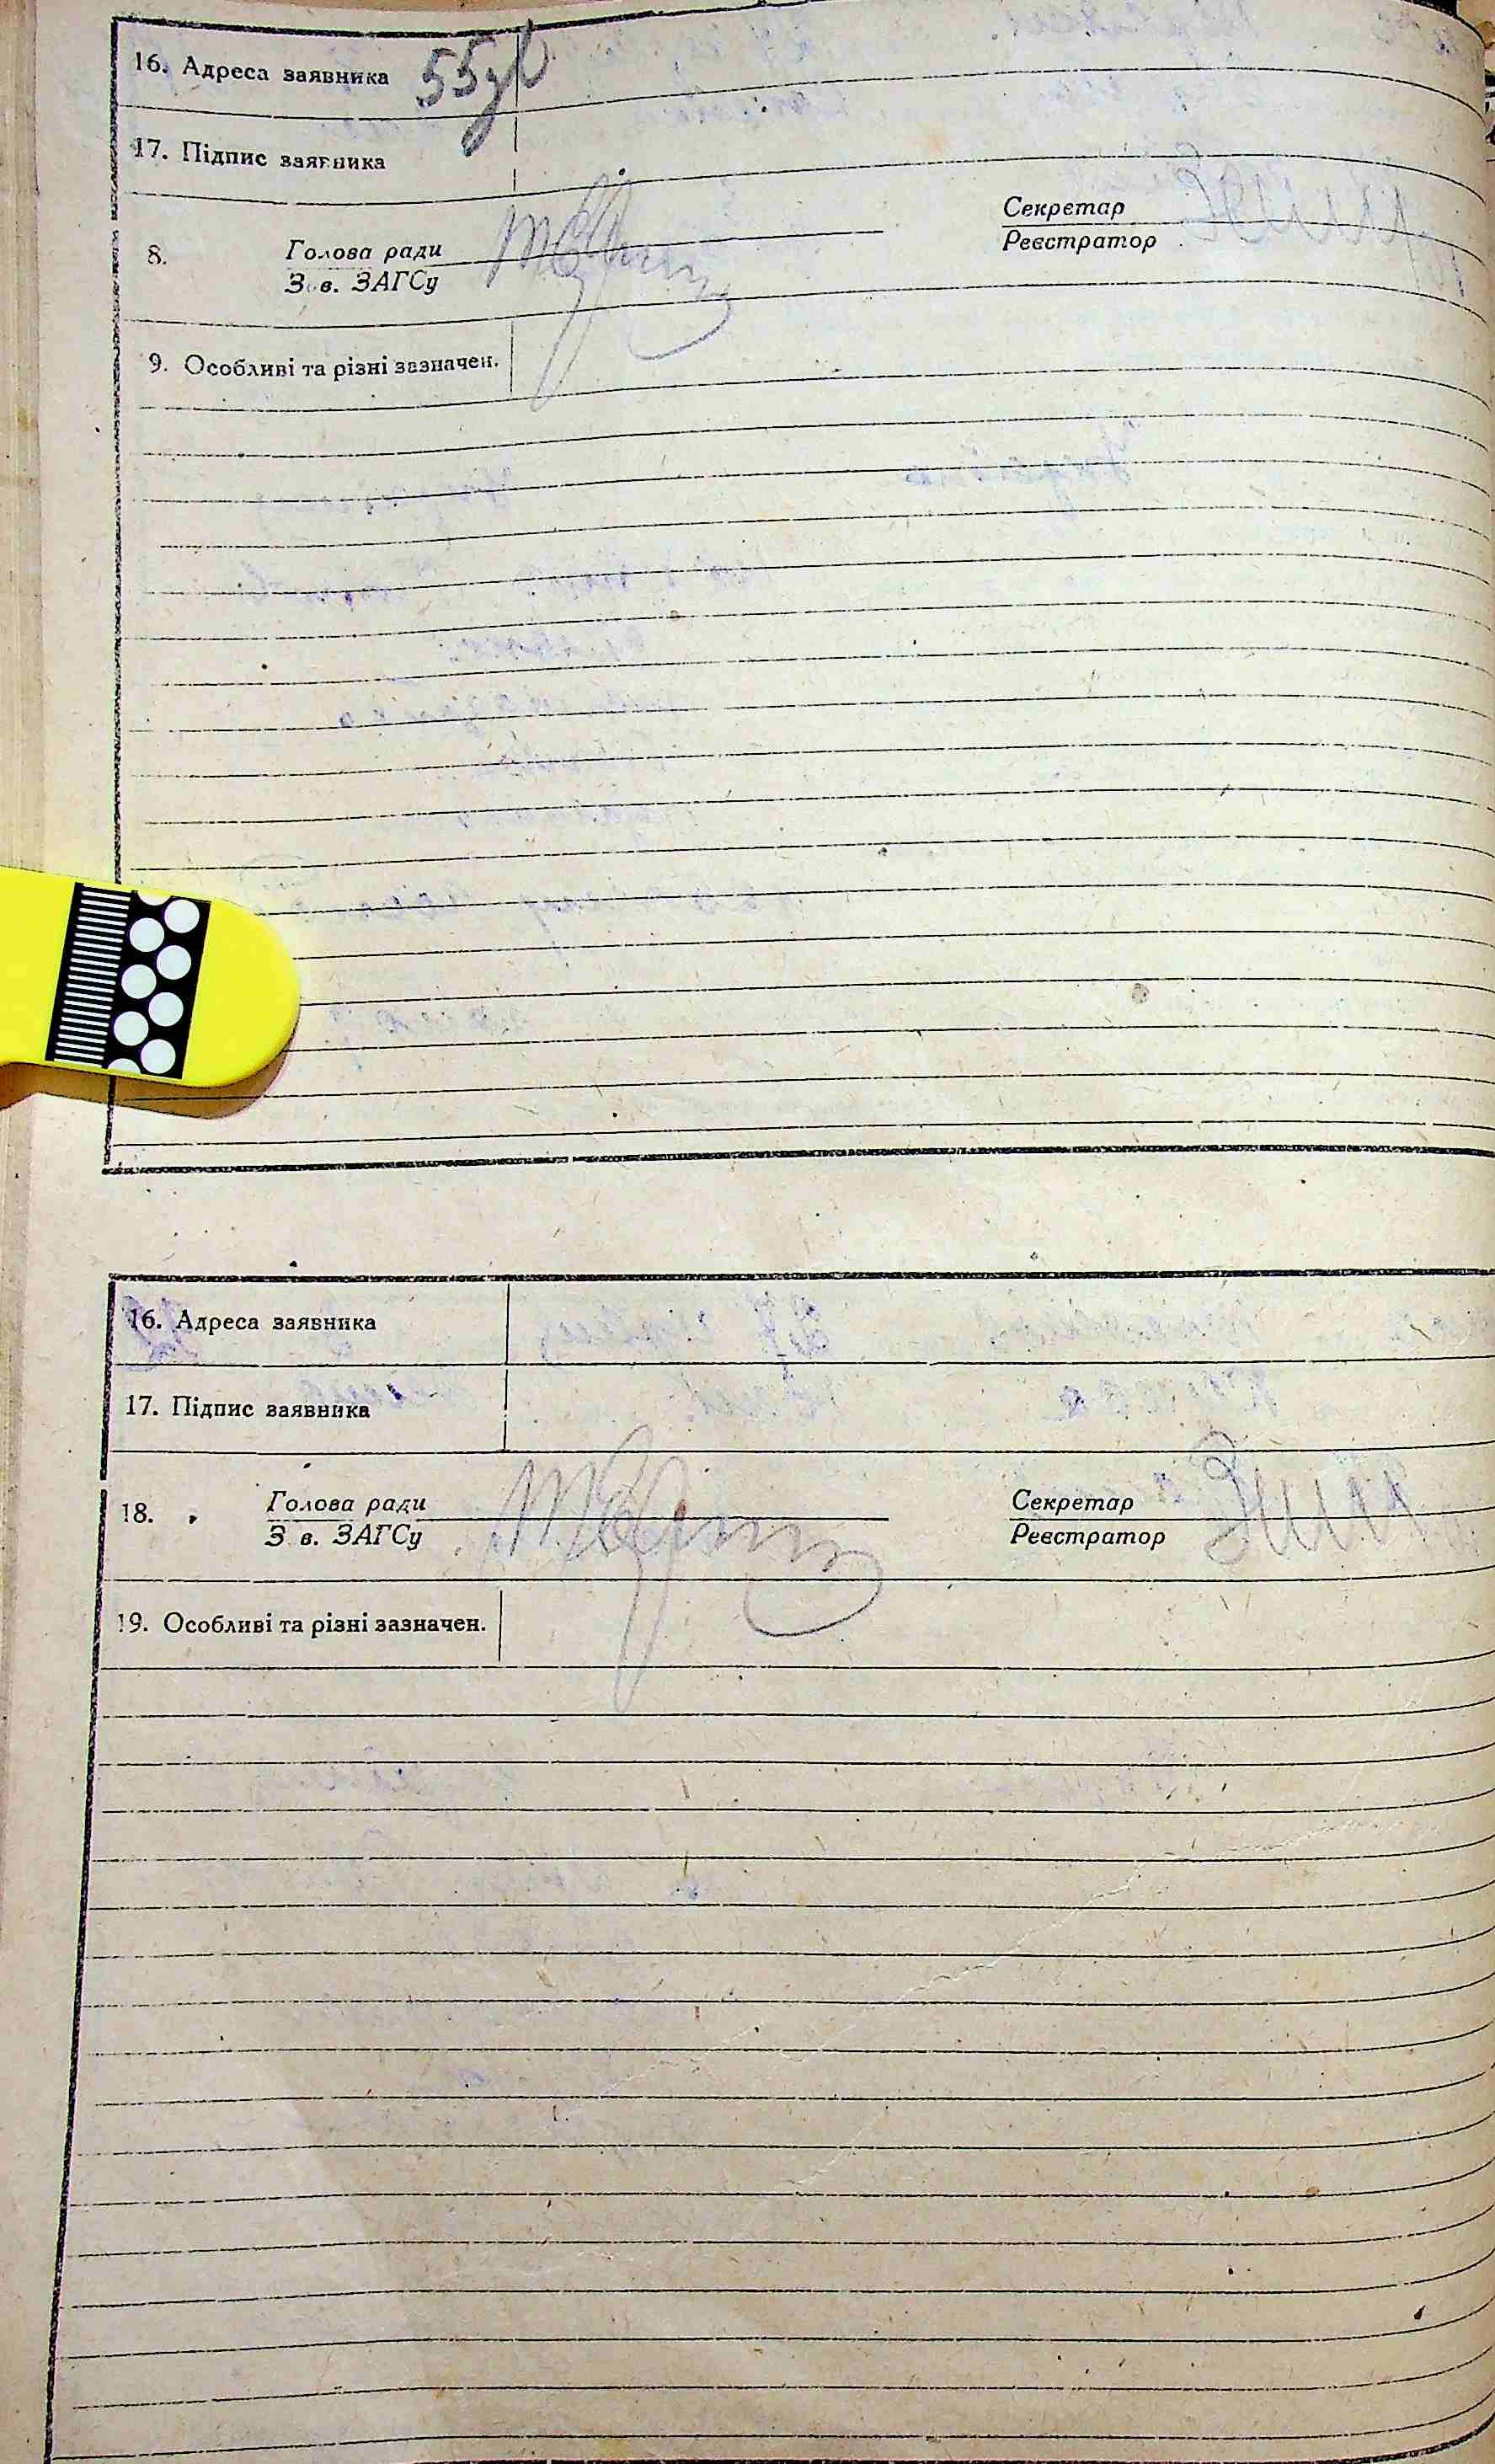 16. Адреса заявника 55зв
17. Підпис заявника
8. Голова ради
З в. ЗАГСу
Секретар
Реєстратор
9. Особливі та різні зазначен.
16. Адреса заявника
17. Підпис заявника
18. Голова ради
З в. ЗАГСу
Секретар
Реєстратор
19. Особливі та різні зазначен.